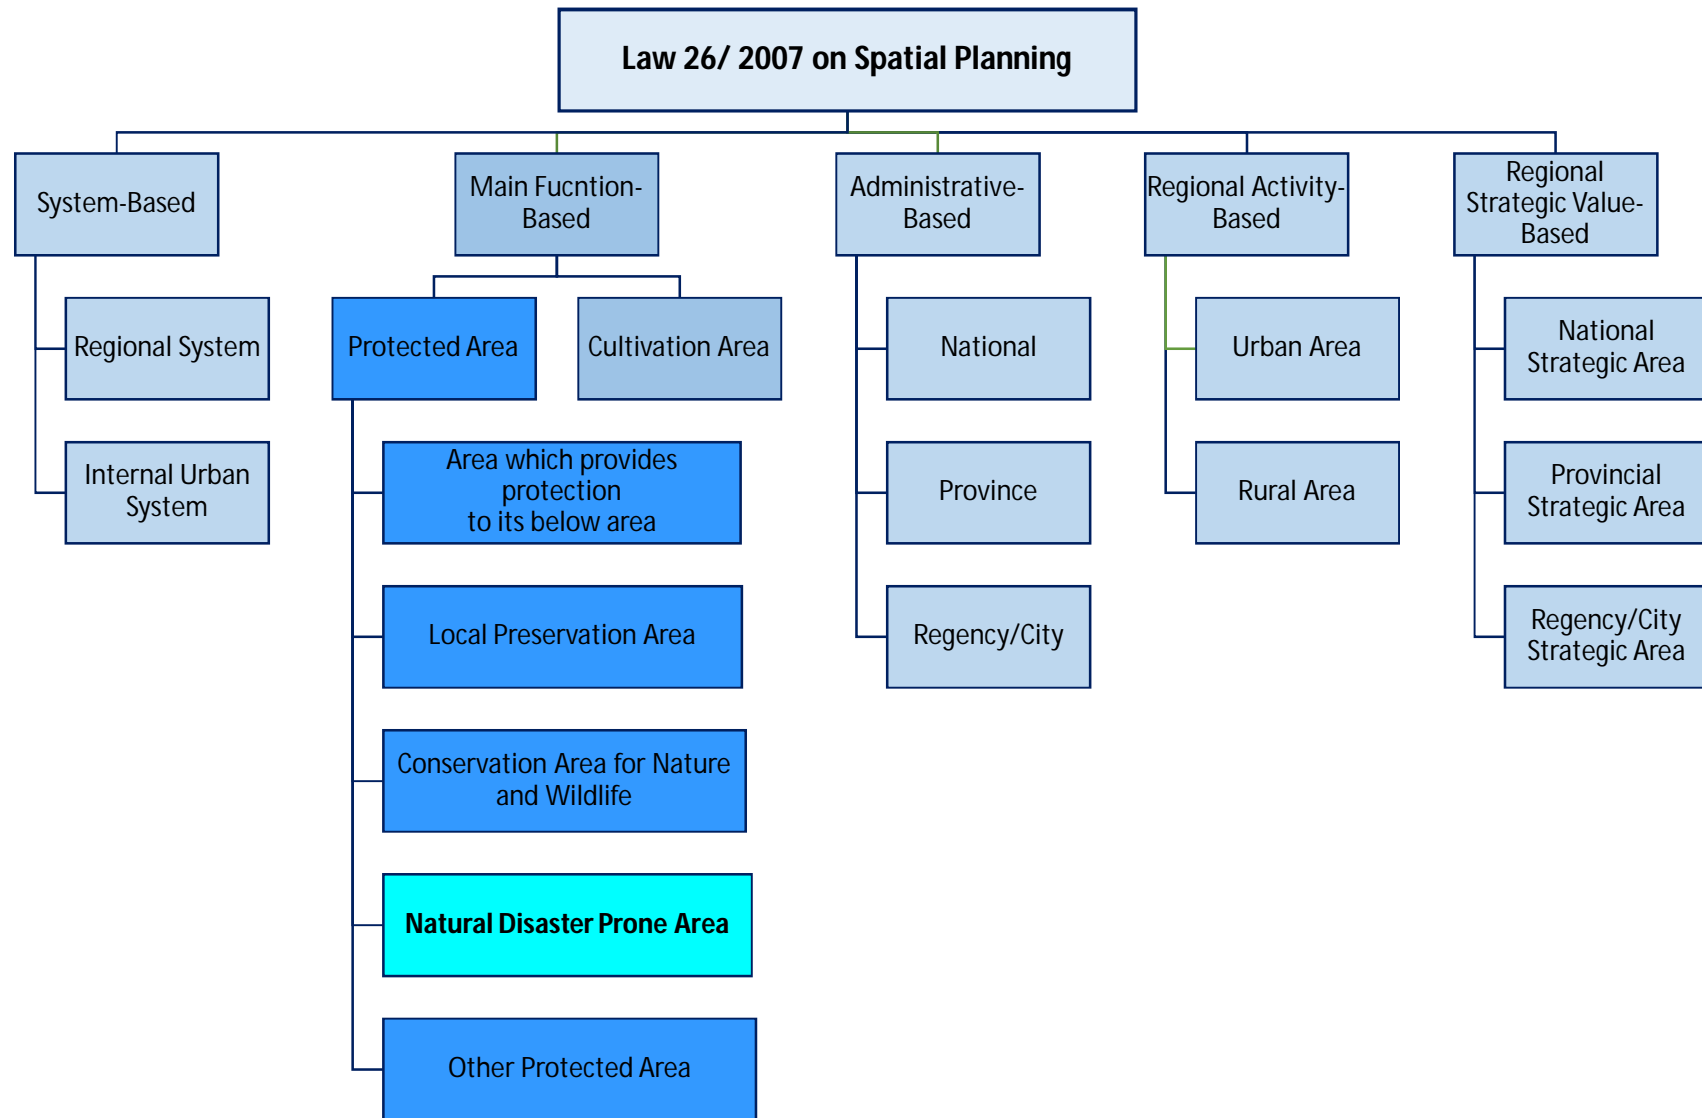 Law 26/ 2007 on Spatial Planning
System-Based
Main Fucntion-
Based
Administrative-
Based
Regional Activity-
Based
Regional
Strategic Value-
Based
Regional System
Internal Urban
System
Protected Area
Cultivation Area
Area which provides
protection
to its below area
Local Preservation Area
Conservation Area for Nature
and Wildlife
Natural Disaster Prone Area
Other Protected Area
National
Province
Regency/City
Urban Area
Rural Area
National
Strategic Area
Provincial
Strategic Area
Regency/City
Strategic Area